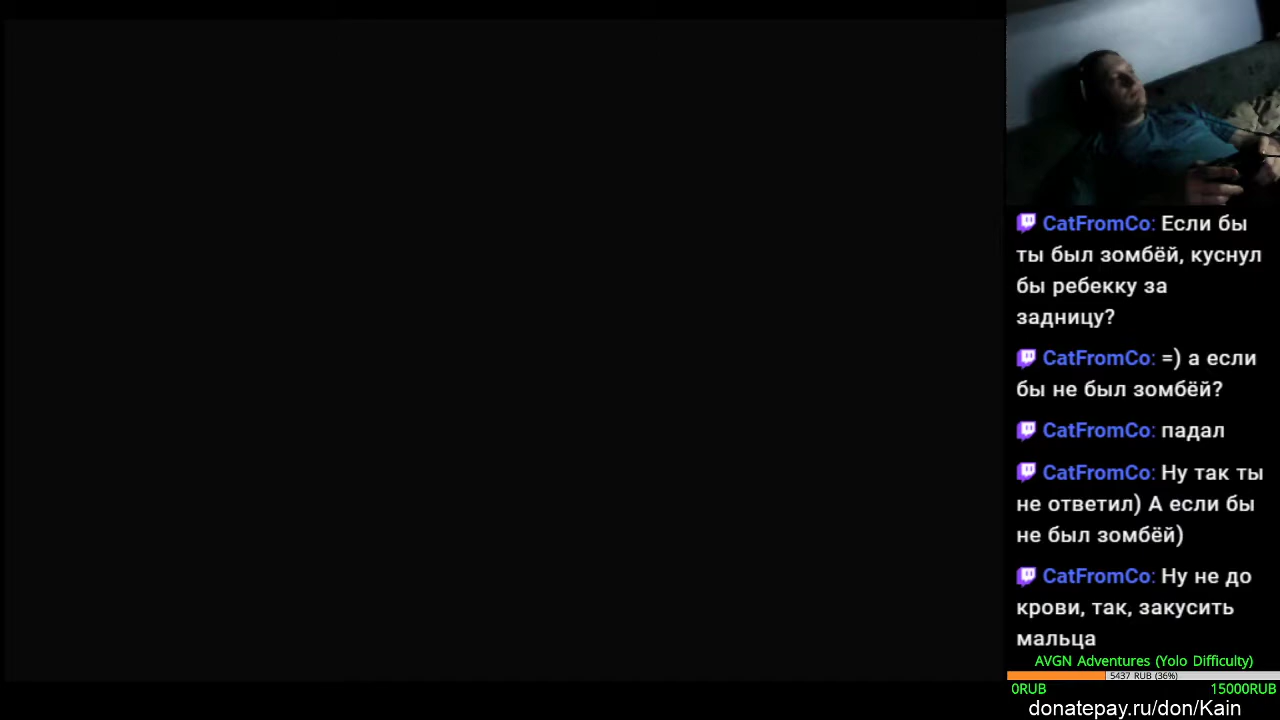 CatFromCo: Если бы
ты был зомбёй, куснул
бы ребекку за
задницу?
CatFromCo: =) а если
бы не был зомбёй?
CatFromCo: падал
CatFromCo: Ну так ты
не ответил) А если бы
не был зомбёй)
CatFromCo: Ну не до
крови, так, закусить
мальца
AVGN Adventures (Yolo Difficulty)
5437 RUB (36%)
0RUB 15000RUB
donatepay.ru/don/Kain